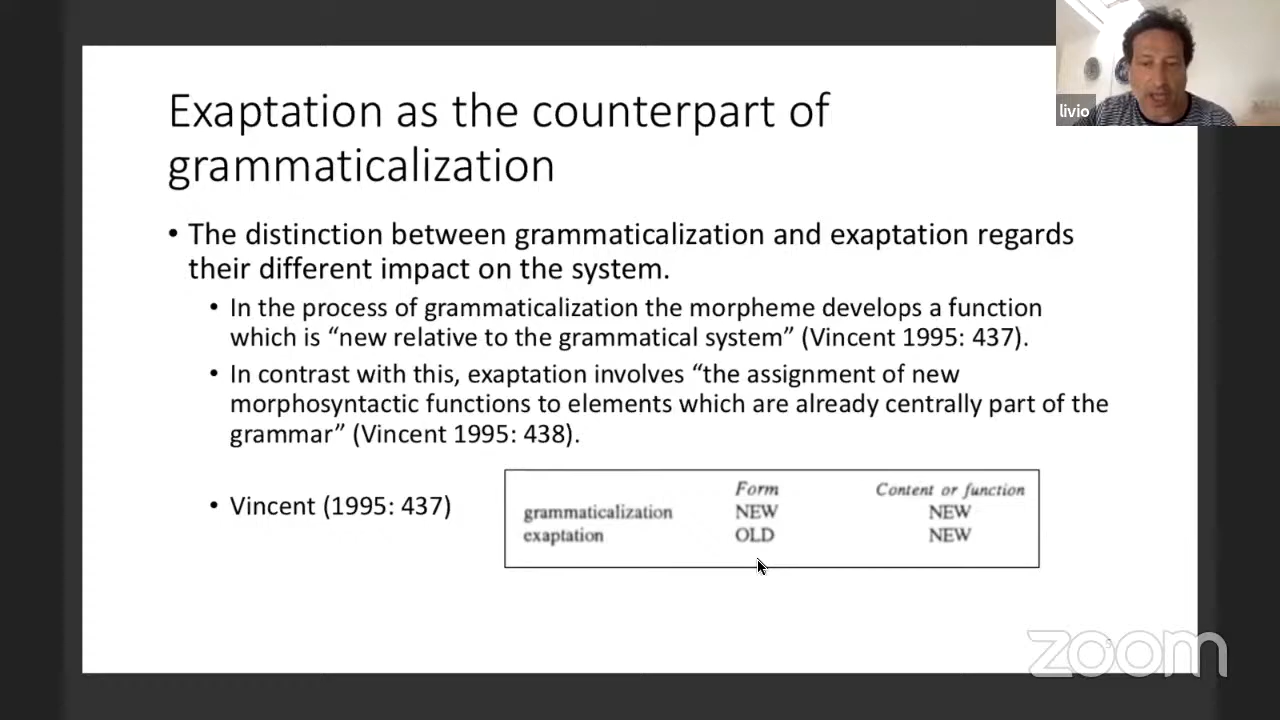 Exaptation as the counterpart of
grammaticalization
livio
• The distinction between grammaticalization and exaptation regards
their different impact on the system.
• In the process of grammaticalization the morpheme develops a function
which is “new relative to the grammatical system” (Vincent 1995: 437).
• In contrast with this, exaptation involves “the assignment of new
morphosyntactic functions to elements which are already centrally part of the
grammar” (Vincent 1995: 438).
• Vincent (1995: 437)
Form Content or function
grammaticalization NEW NEW
exaptation OLD NEW
zoom